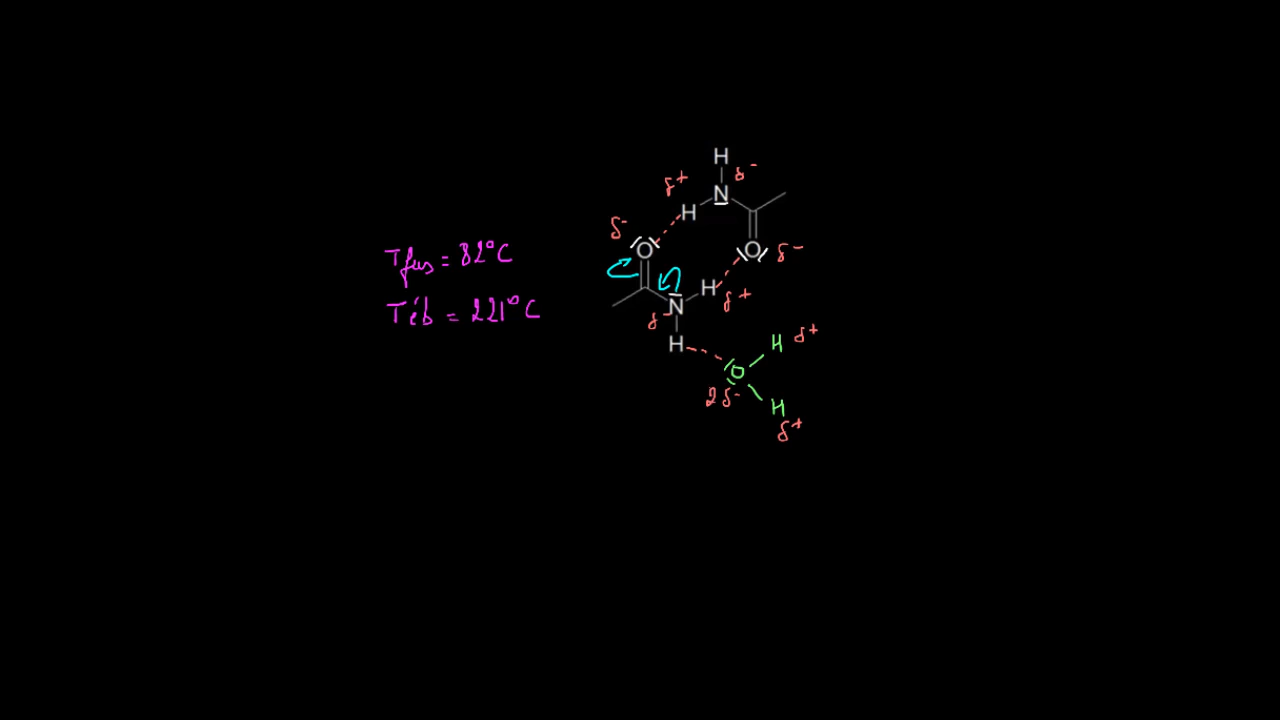 H
δ⁺ N δ⁻
H
δ⁻ O O δ⁻
Tfus = 82°C
H δ⁺
Téb = 221°C
δ⁻ N
H
H δ⁺
O
2δ⁻ H
δ⁺